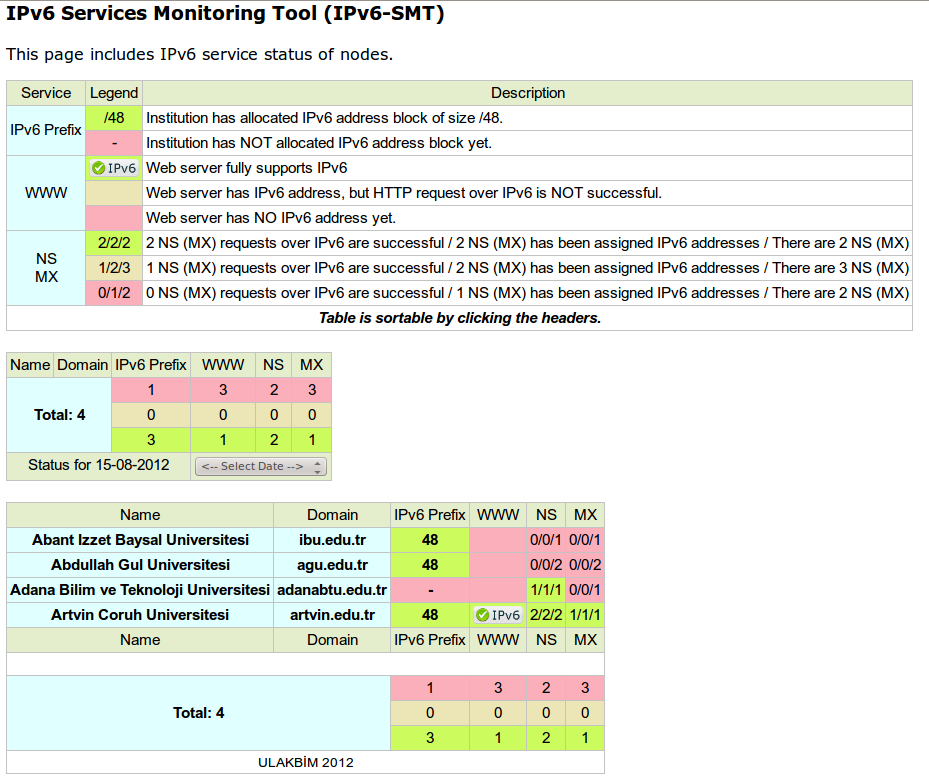 IPv6 Services Monitoring Tool (IPv6-SMT)
This page includes IPv6 service status of nodes.
Service Legend Description
IPv6 Prefix /48 Institution has allocated IPv6 address block of size /48.
- Institution has NOT allocated IPv6 address block yet.
WWW IPv6 Web server fully supports IPv6
Web server has IPv6 address, but HTTP request over IPv6 is NOT successful.
Web server has NO IPv6 address yet.
NS MX 2/2/2 2 NS (MX) requests over IPv6 are successful / 2 NS (MX) has been assigned IPv6 addresses / There are 2 NS (MX)
1/2/3 1 NS (MX) requests over IPv6 are successful / 2 NS (MX) has been assigned IPv6 addresses / There are 3 NS (MX)
0/1/2 0 NS (MX) requests over IPv6 are successful / 1 NS (MX) has been assigned IPv6 addresses / There are 2 NS (MX)
Table is sortable by clicking the headers.
Name Domain IPv6 Prefix WWW NS MX
1 3 2 3
Total: 4 0 0 0 0
3 1 2 1
Status for 15-08-2012 <-- Select Date -->
Name Domain IPv6 Prefix WWW NS MX
Abant Izzet Baysal Universitesi ibu.edu.tr 48 0/0/1 0/0/1
Abdullah Gul Universitesi agu.edu.tr 48 0/0/2 0/0/2
Adana Bilim ve Teknoloji Universitesi adanabtu.edu.tr - 1/1/1 0/0/1
Artvin Coruh Universitesi artvin.edu.tr 48 IPv6 2/2/2 1/1/1
Name Domain IPv6 Prefix WWW NS MX
1 3 2 3
Total: 4 0 0 0 0
3 1 2 1
ULAKBİM 2012